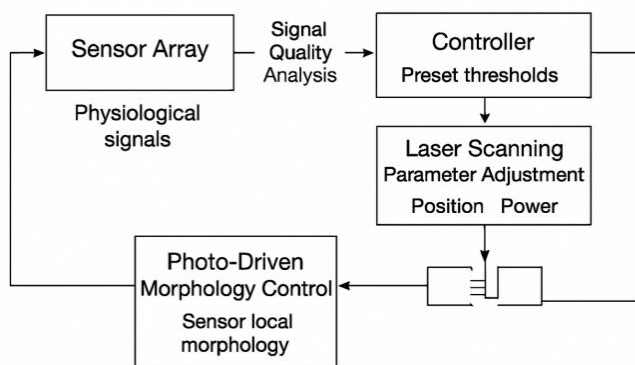 Sensor Array
Physiological
signals
Signal
Quality
Analysis
Controller
Preset thresholds
Laser Scanning
Parameter Adjustment
Position Power
Photo-Driven
Morphology Control
Sensor local
morphology